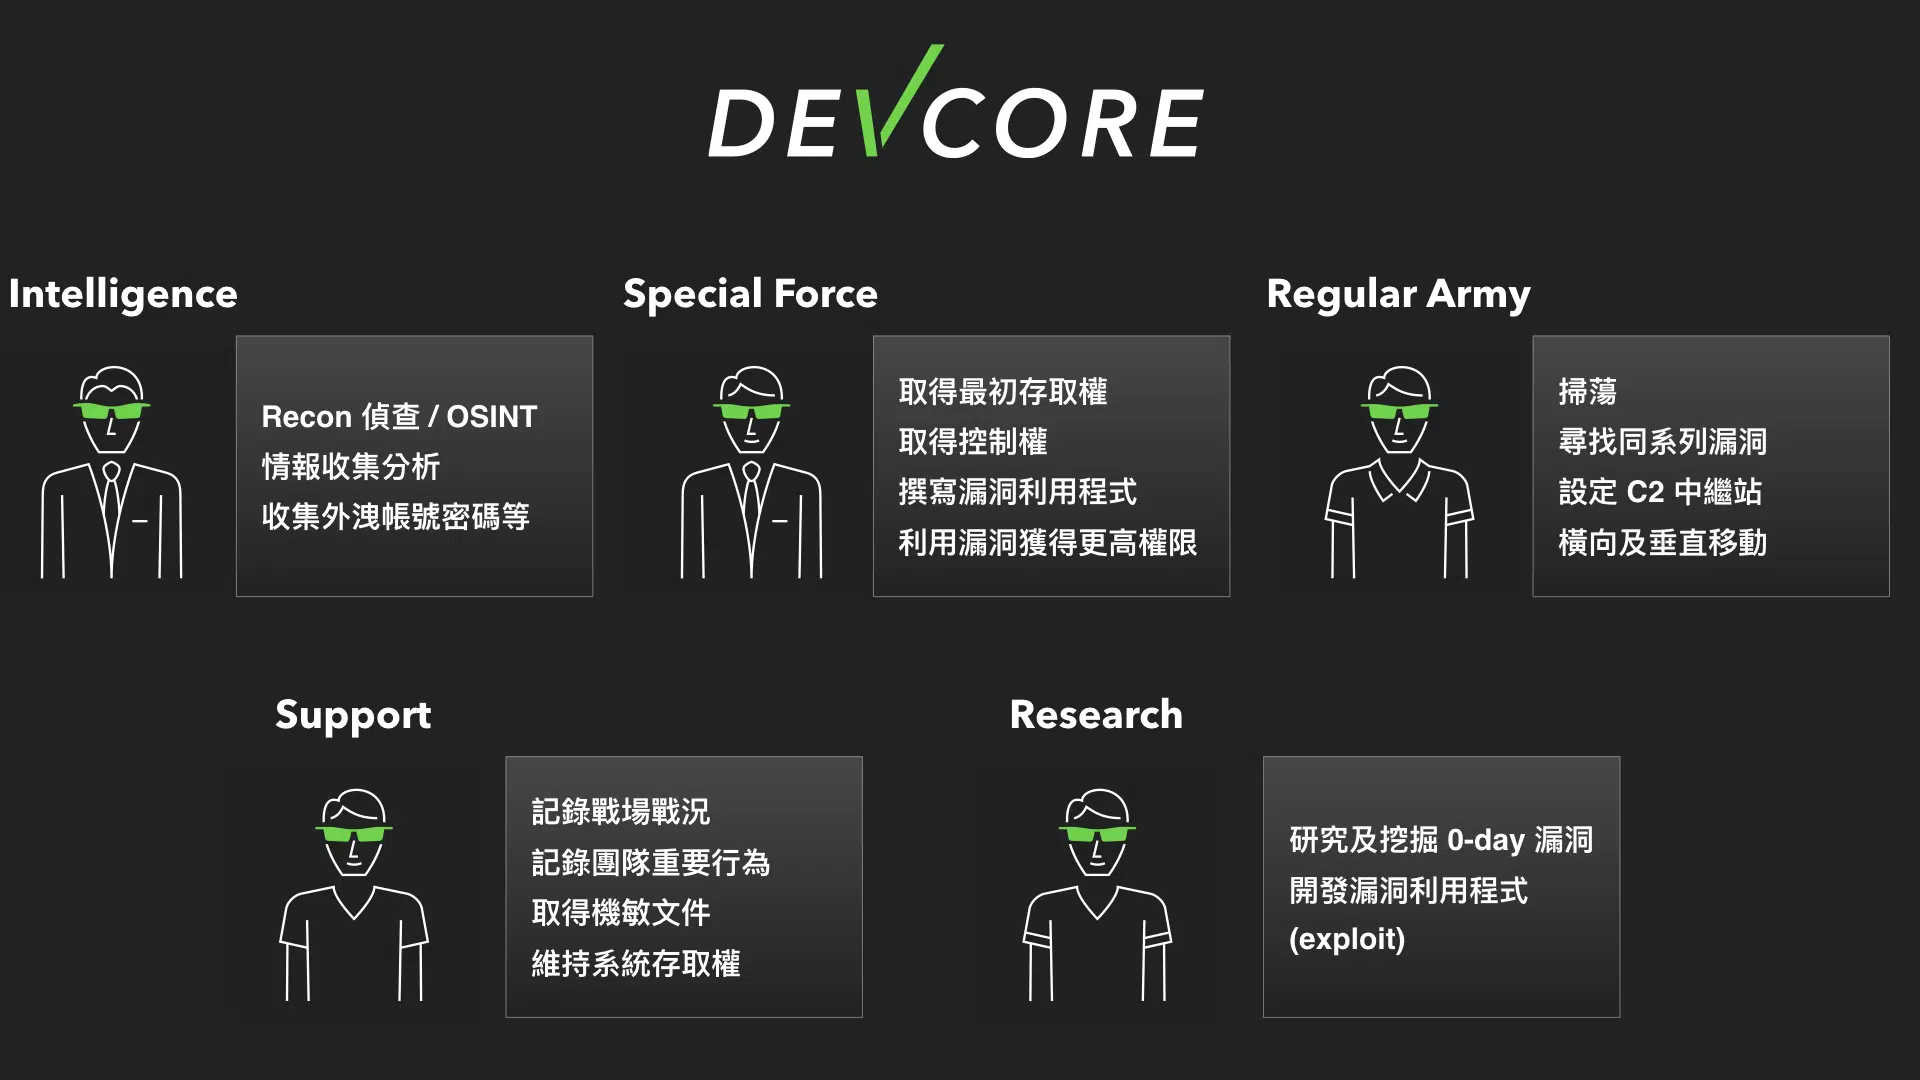 DEVCORE
Intelligence
Recon 偵查 / OSINT
情報收集分析
收集外洩帳號密碼等
Special Force
取得最初存取權
取得控制權
撰寫漏洞利用程式
利用漏洞獲得更高權限
Regular Army
掃蕩
尋找同系列漏洞
設定 C2 中繼站
橫向及垂直移動
Support
記錄戰場戰況
記錄團隊重要行為
取得機敏文件
維持系統存取權
Research
研究及挖掘 0-day 漏洞
開發漏洞利用程式
(exploit)